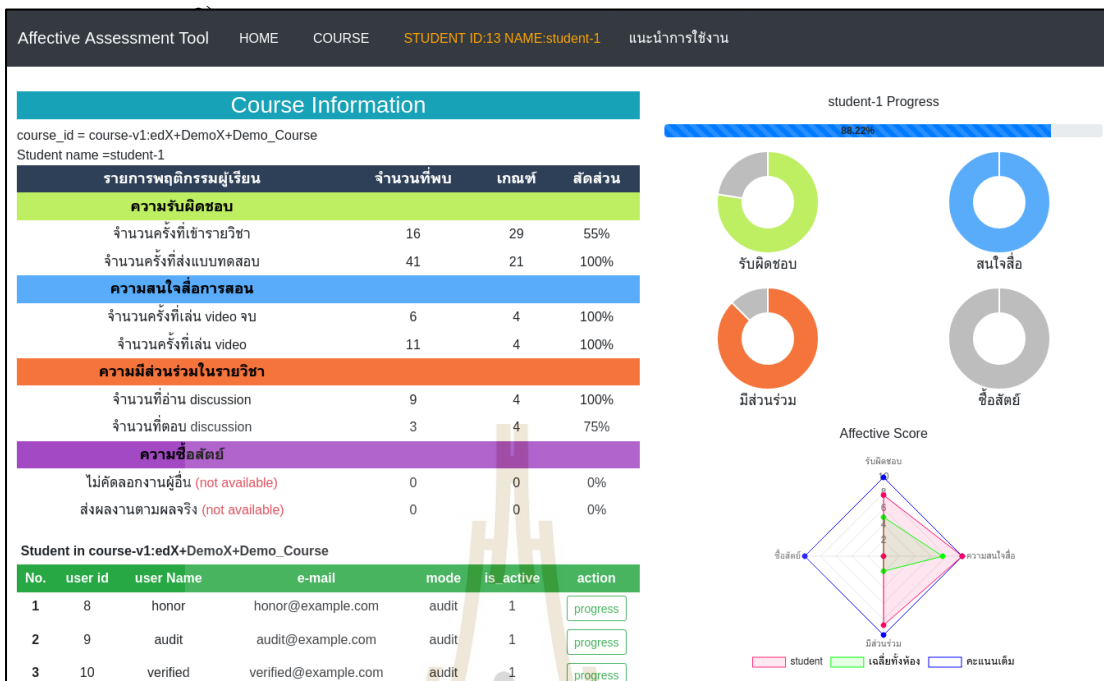 Affective Assessment Tool HOME COURSE STUDENT ID:13 NAME:student-1 แนะนำการใช้งาน
Course Information
course_id = course-v1:edX+DemoX+Demo_Course
Student name =student-1
รายการพฤติกรรมผู้เรียน จำนวนที่พบ เกณฑ์ สัดส่วน
ความรับผิดชอบ
จำนวนครั้งที่เข้ารายวิชา 16 29 55%
จำนวนครั้งที่ส่งแบบทดสอบ 41 21 100%
ความสนใจสื่อการสอน
จำนวนครั้งที่เล่น video จบ 6 4 100%
จำนวนครั้งที่เล่น video 11 4 100%
ความมีส่วนร่วมในรายวิชา
จำนวนที่อ่าน discussion 9 4 100%
จำนวนที่ตอบ discussion 3 4 75%
ความซื่อสัตย์
ไม่คัดลอกงานผู้อื่น (not available) 0 0 0%
ส่งผลงานตามผลจริง (not available) 0 0 0%
Student in course-v1:edX+DemoX+Demo_Course
No. user id user Name e-mail mode is_active action
1 8 honor honor@example.com audit 1 progress
2 9 audit audit@example.com audit 1 progress
3 10 verified verified@example.com audit 1 progress
student-1 Progress
88.22%
รับผิดชอบ สนใจสื่อ
มีส่วนร่วม ซื่อสัตย์
Affective Score
รับผิดชอบ
10
8
6
4
2
ซื่อสัตย์ ความสนใจสื่อ
มีส่วนร่วม
student เฉลี่ยทั้งห้อง คะแนนเต็ม